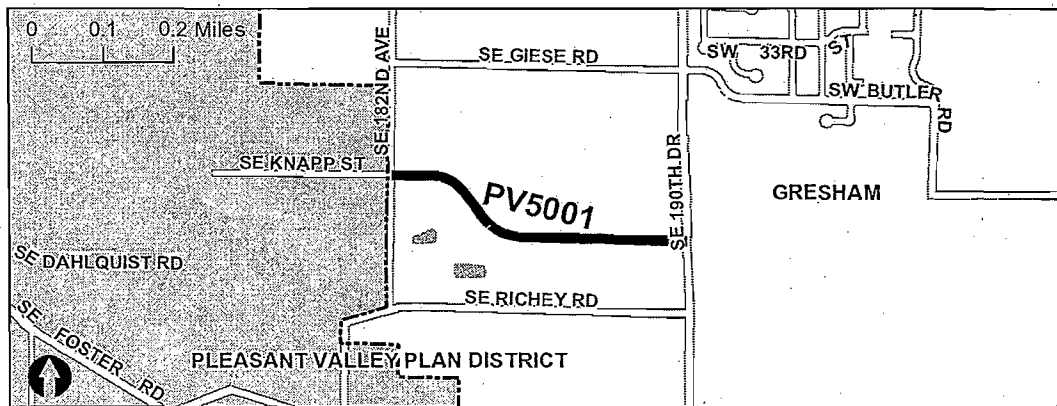 0 0.1 0.2 Miles
SE 182ND AVE
SE GIESE RD
SW 33RD ST
SW BUTLER RD
SE KNAPP ST
PV5001
SE 190TH DR
GRESHAM
SE DAHLQUIST RD
SE RICHEY RD
SE FOSTER RD
PLEASANT VALLEY PLAN DISTRICT